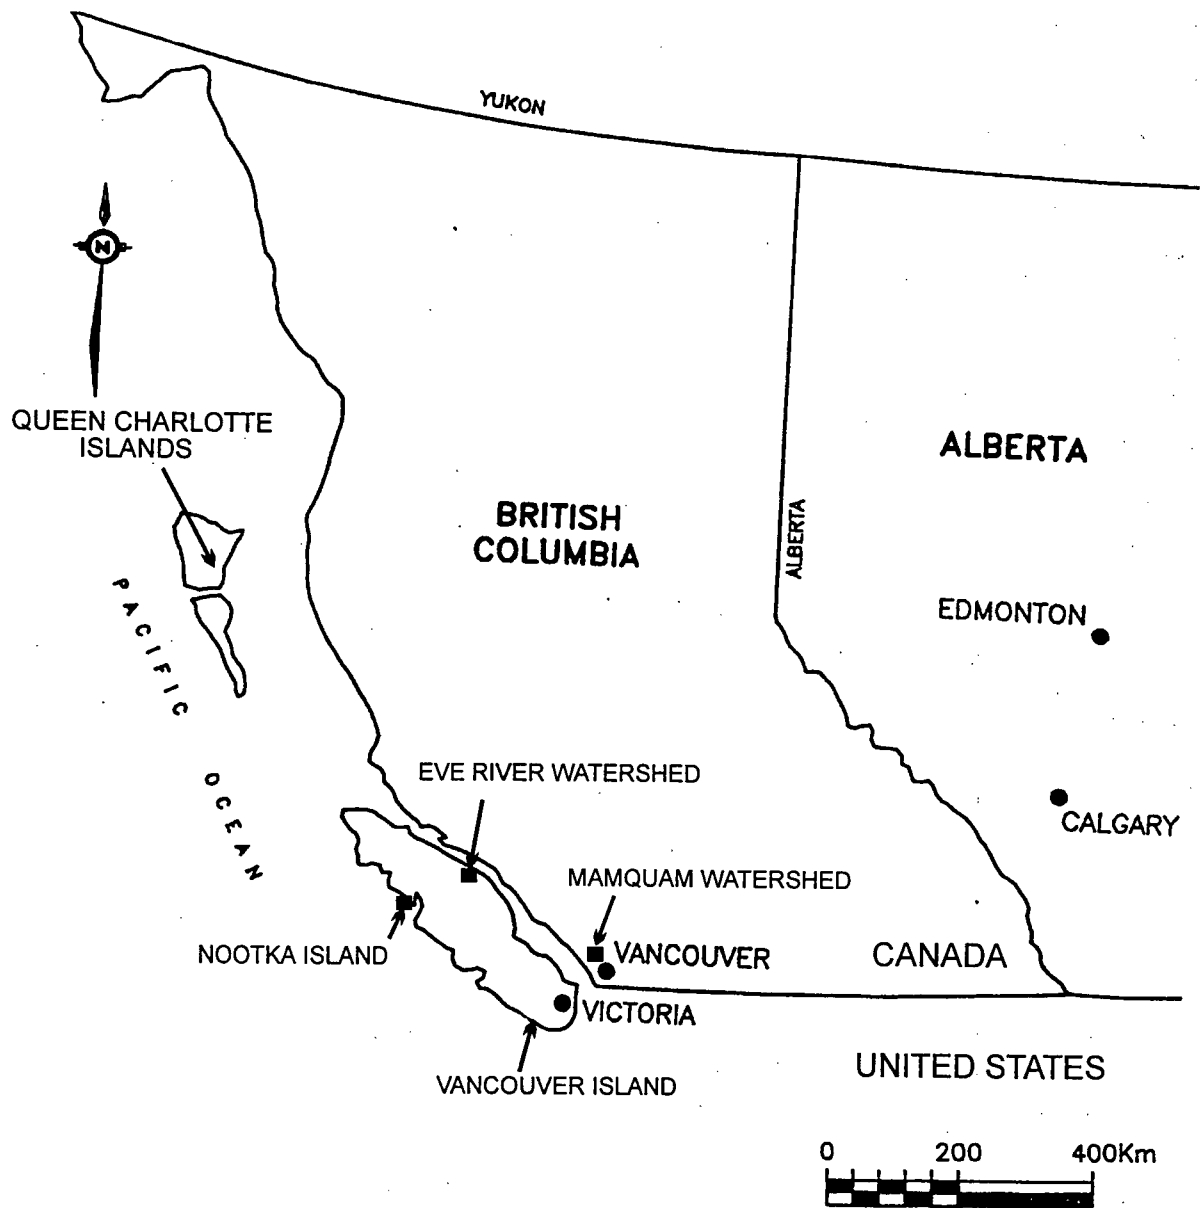 YUKON
N
QUEEN CHARLOTTE
ISLANDS
ALBERTA
BRITISH
COLUMBIA
ALBERTA
PACIFIC OCEAN
EDMONTON
EVE RIVER WATERSHED
CALGARY
MAMQUAM WATERSHED
NOOTKA ISLAND
VANCOUVER
CANADA
VICTORIA
VANCOUVER ISLAND
UNITED STATES
0 200 400Km